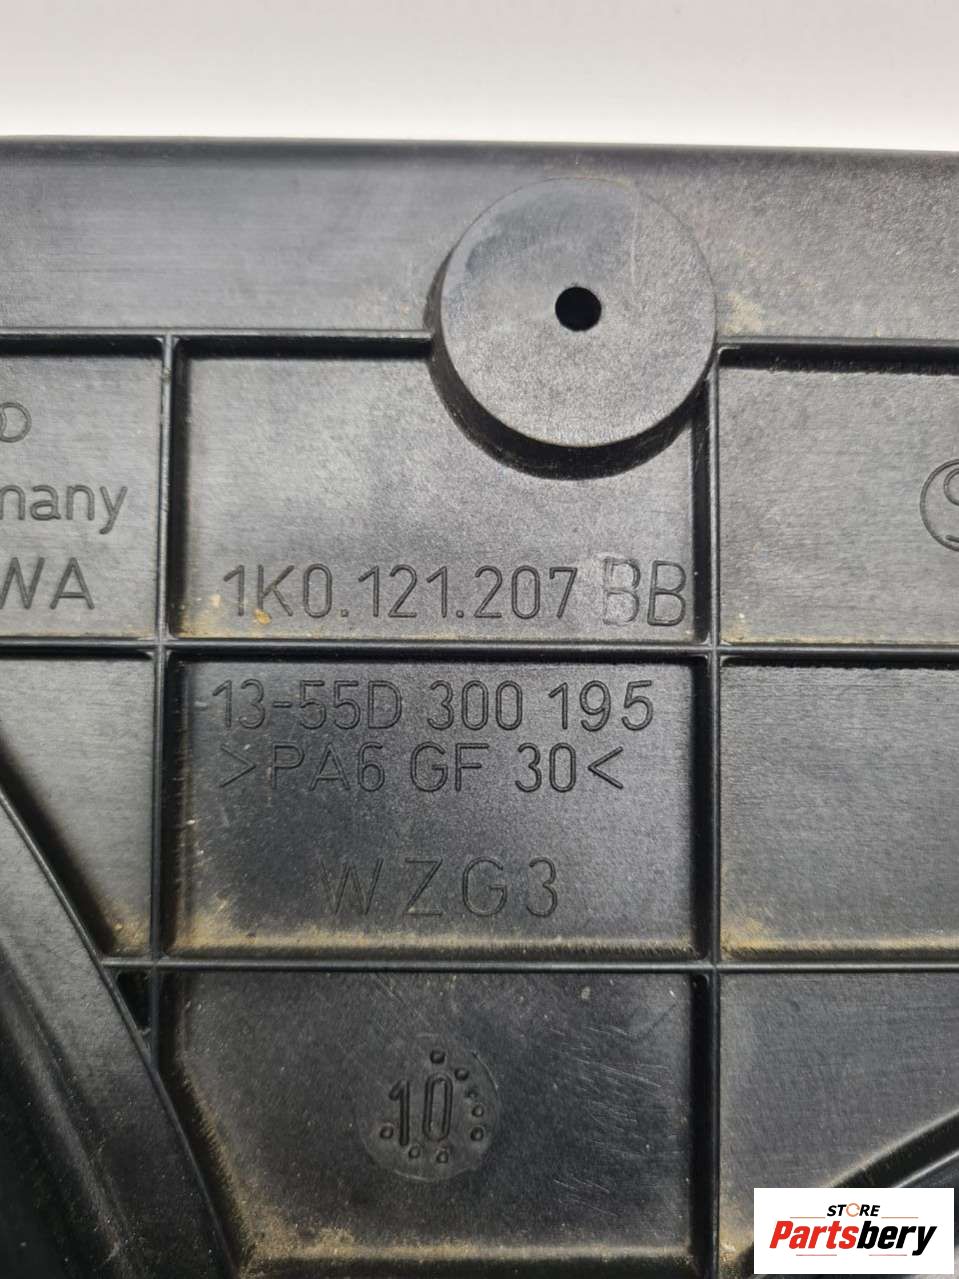 many
WA
1K0.121.207 BB
13-55D 300 195
>PA6 GF 30<
WZG3
10
STORE
Partsbery